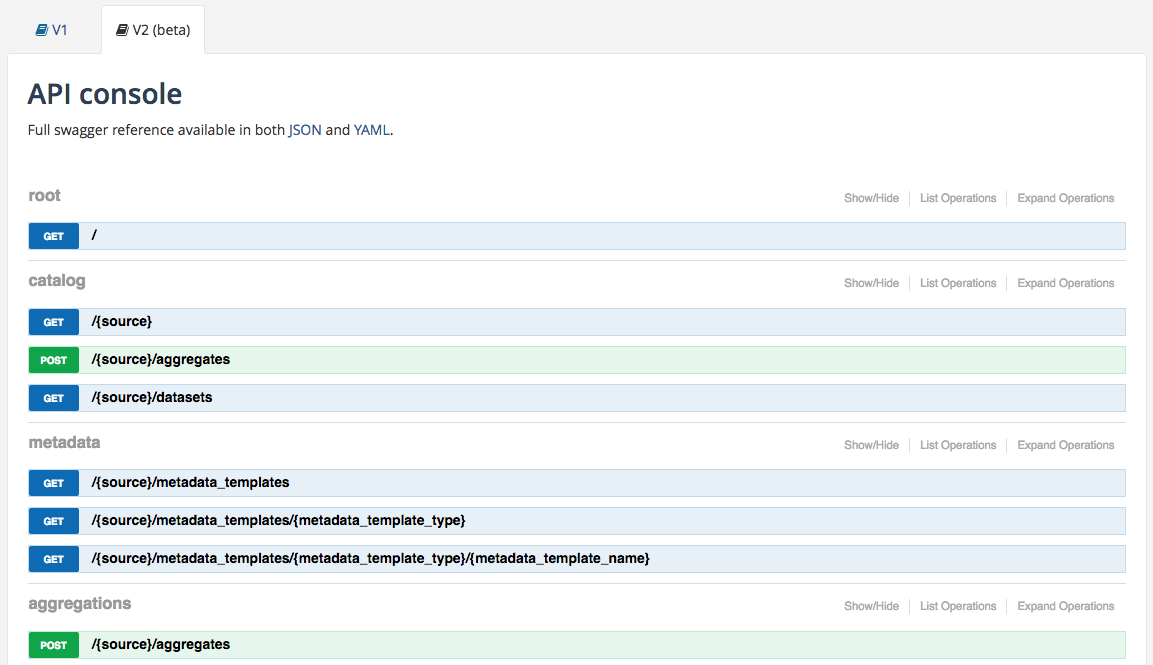 V1
V2 (beta)
API console
Full swagger reference available in both JSON and YAML.
root
Show/Hide List Operations Expand Operations
GET /
catalog
Show/Hide List Operations Expand Operations
GET /{source}
POST /{source}/aggregates
GET /{source}/datasets
metadata
Show/Hide List Operations Expand Operations
GET /{source}/metadata_templates
GET /{source}/metadata_templates/{metadata_template_type}
GET /{source}/metadata_templates/{metadata_template_type}/{metadata_template_name}
aggregations
Show/Hide List Operations Expand Operations
POST /{source}/aggregates